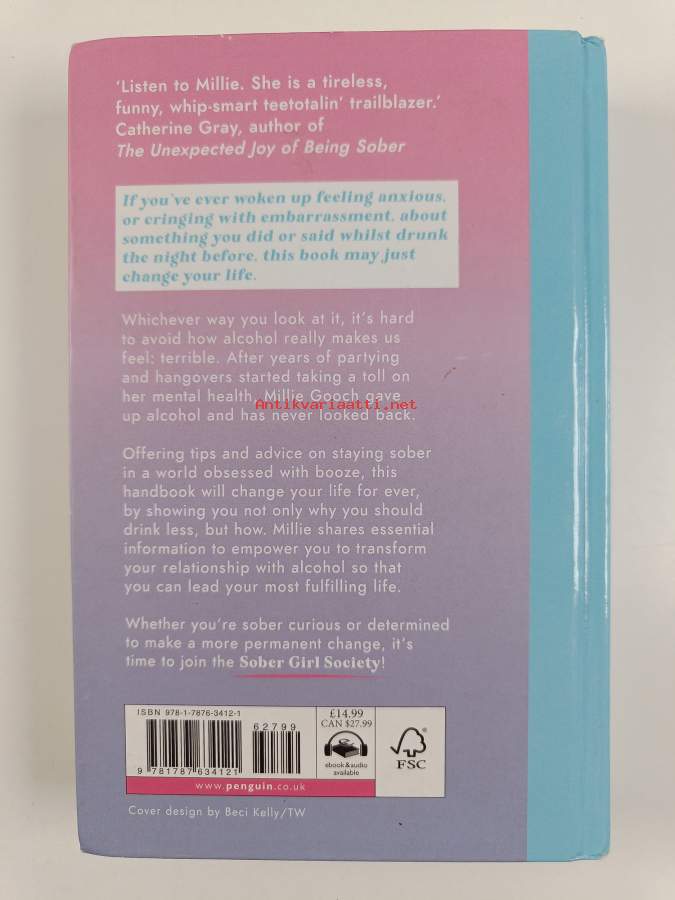 ‘Listen to Millie. She is a tireless,
funny, whip-smart teetotalin’ trailblazer.’
Catherine Gray, author of
The Unexpected Joy of Being Sober
If you’ve ever woken up feeling anxious,
or cringing with embarrassment, about
something you did or said whilst drunk
the night before, this book may just
change your life.
Whichever way you look at it, it’s hard
to avoid how alcohol really makes us
feel: terrible. After years of partying
and hangovers started taking a toll on
her mental health, Millie Gooch gave
Antikvariaatti.net
up alcohol and has never looked back.
Offering tips and advice on staying sober
in a world obsessed with booze, this
handbook will change your life for ever,
by showing you not only why you should
drink less, but how. Millie shares essential
information to empower you to transform
your relationship with alcohol so that
you can lead your most fulfilling life.
Whether you’re sober curious or determined
to make a more permanent change, it’s
time to join the Sober Girl Society!
ISBN 978-1-7876-3412-1
62799
9 781787 634121
£14.99
CAN $27.99
ebook & audio
available
FSC
www.penguin.co.uk
Cover design by Beci Kelly/TW